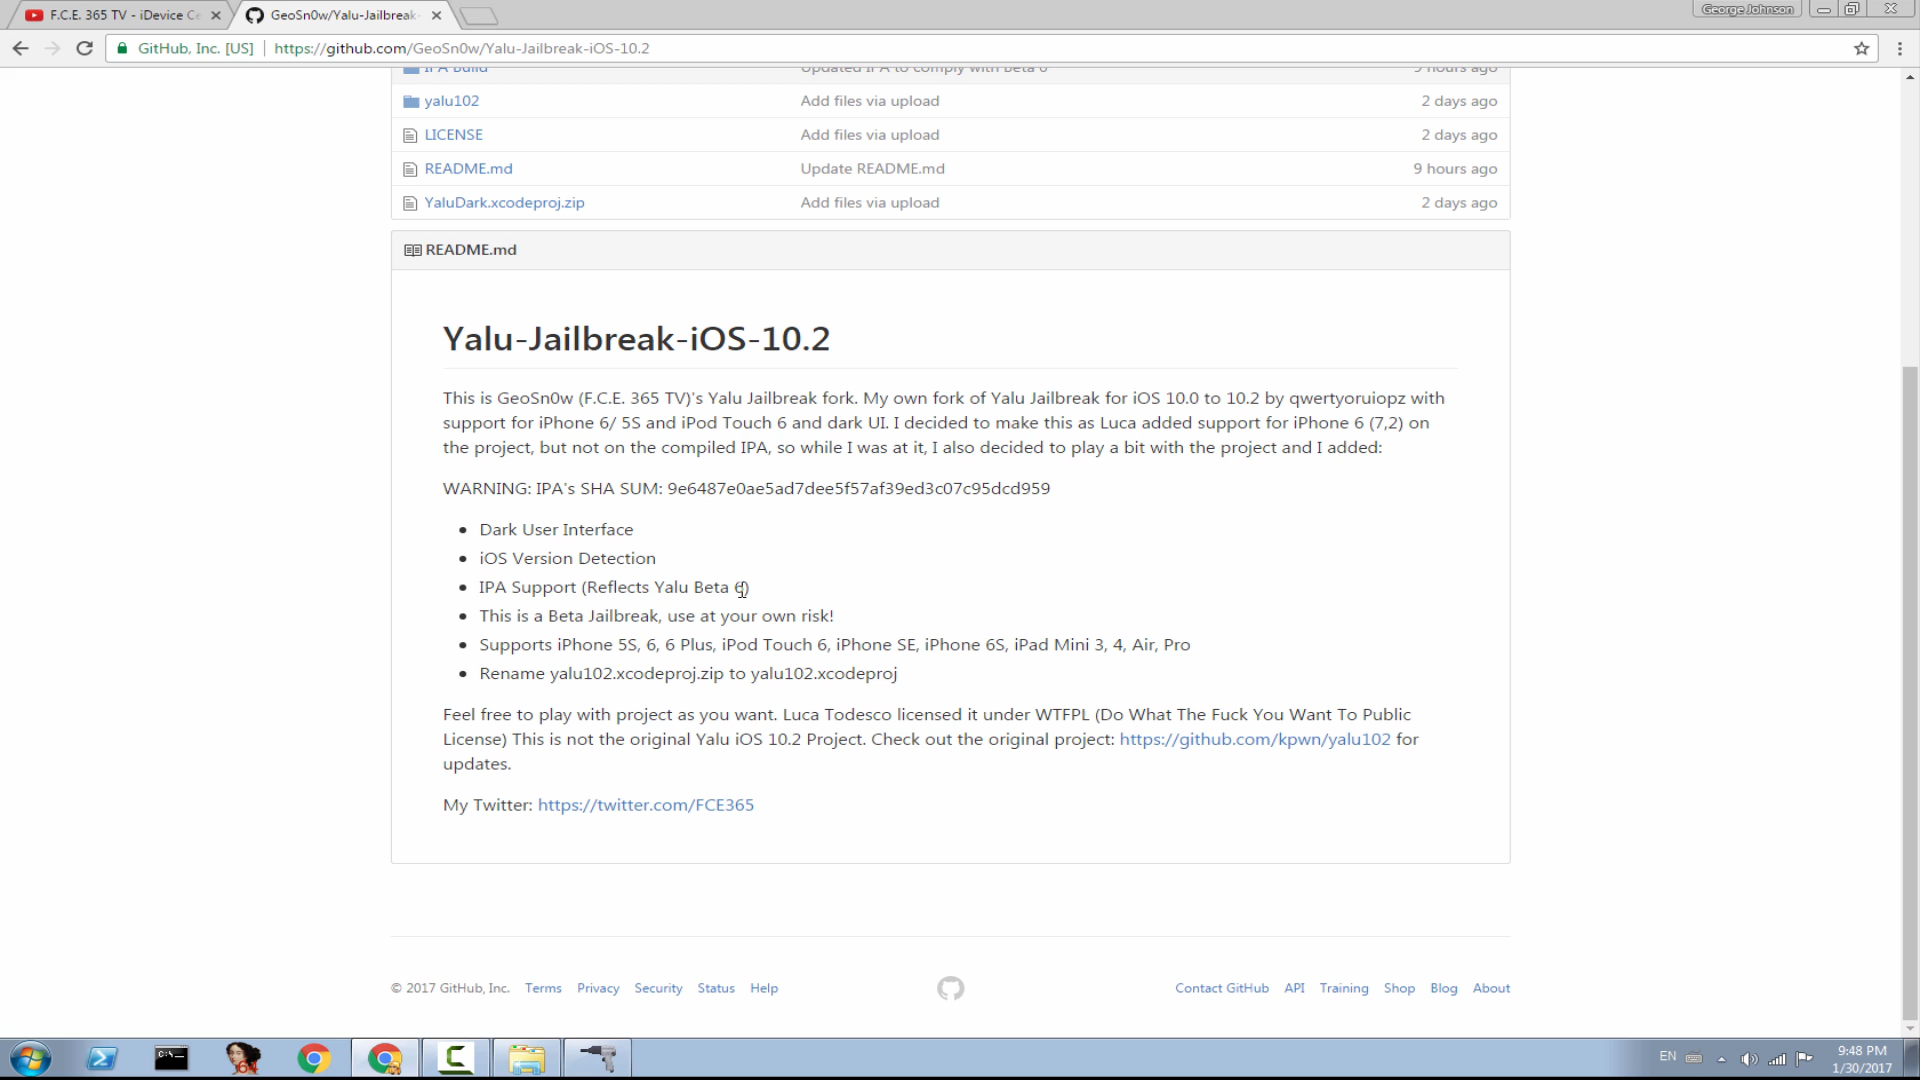 F.C.E. 365 TV - iDevice Ce
GeoSn0w/Yalu-Jailbreak-
George Johnson
GitHub, Inc. [US]
https://github.com/GeoSn0w/Yalu-Jailbreak-iOS-10.2
IPA Build Updated IPA to comply with Beta 6 9 hours ago
yalu102 Add files via upload 2 days ago
LICENSE Add files via upload 2 days ago
README.md Update README.md 9 hours ago
YaluDark.xcodeproj.zip Add files via upload 2 days ago
README.md
Yalu-Jailbreak-iOS-10.2
This is GeoSn0w (F.C.E. 365 TV)'s Yalu Jailbreak fork. My own fork of Yalu Jailbreak for iOS 10.0 to 10.2 by qwertyoruiopz with
support for iPhone 6/ 5S and iPod Touch 6 and dark UI. I decided to make this as Luca added support for iPhone 6 (7,2) on
the project, but not on the compiled IPA, so while I was at it, I also decided to play a bit with the project and I added:
WARNING: IPA's SHA SUM: 9e6487e0ae5ad7dee5f57af39ed3c07c95dcd959
• Dark User Interface
• iOS Version Detection
• IPA Support (Reflects Yalu Beta 6)
• This is a Beta Jailbreak, use at your own risk!
• Supports iPhone 5S, 6, 6 Plus, iPod Touch 6, iPhone SE, iPhone 6S, iPad Mini 3, 4, Air, Pro
• Rename yalu102.xcodeproj.zip to yalu102.xcodeproj
Feel free to play with project as you want. Luca Todesco licensed it under WTFPL (Do What The Fuck You Want To Public
License) This is not the original Yalu iOS 10.2 Project. Check out the original project: https://github.com/kpwn/yalu102 for
updates.
My Twitter: https://twitter.com/FCE365
© 2017 GitHub, Inc. Terms Privacy Security Status Help
Contact GitHub API Training Shop Blog About
C:\
64
EN
9:48 PM
1/30/2017